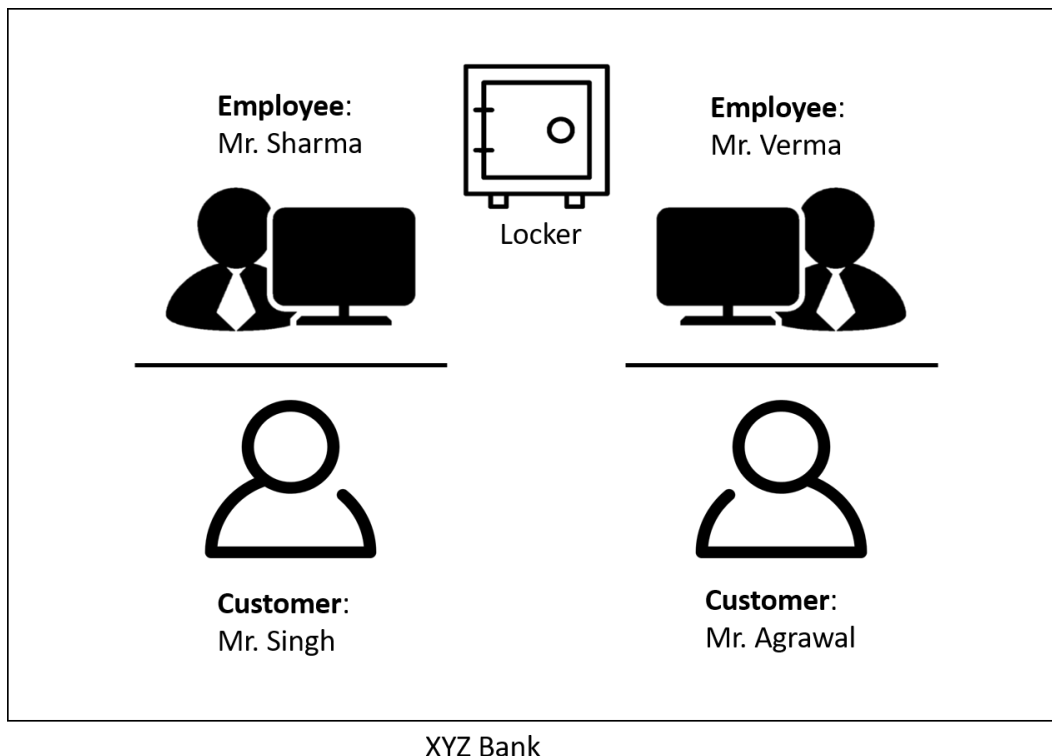 Employee:
Mr. Sharma
Employee:
Mr. Verma
Locker
Customer:
Mr. Singh
Customer:
Mr. Agrawal
XYZ Bank